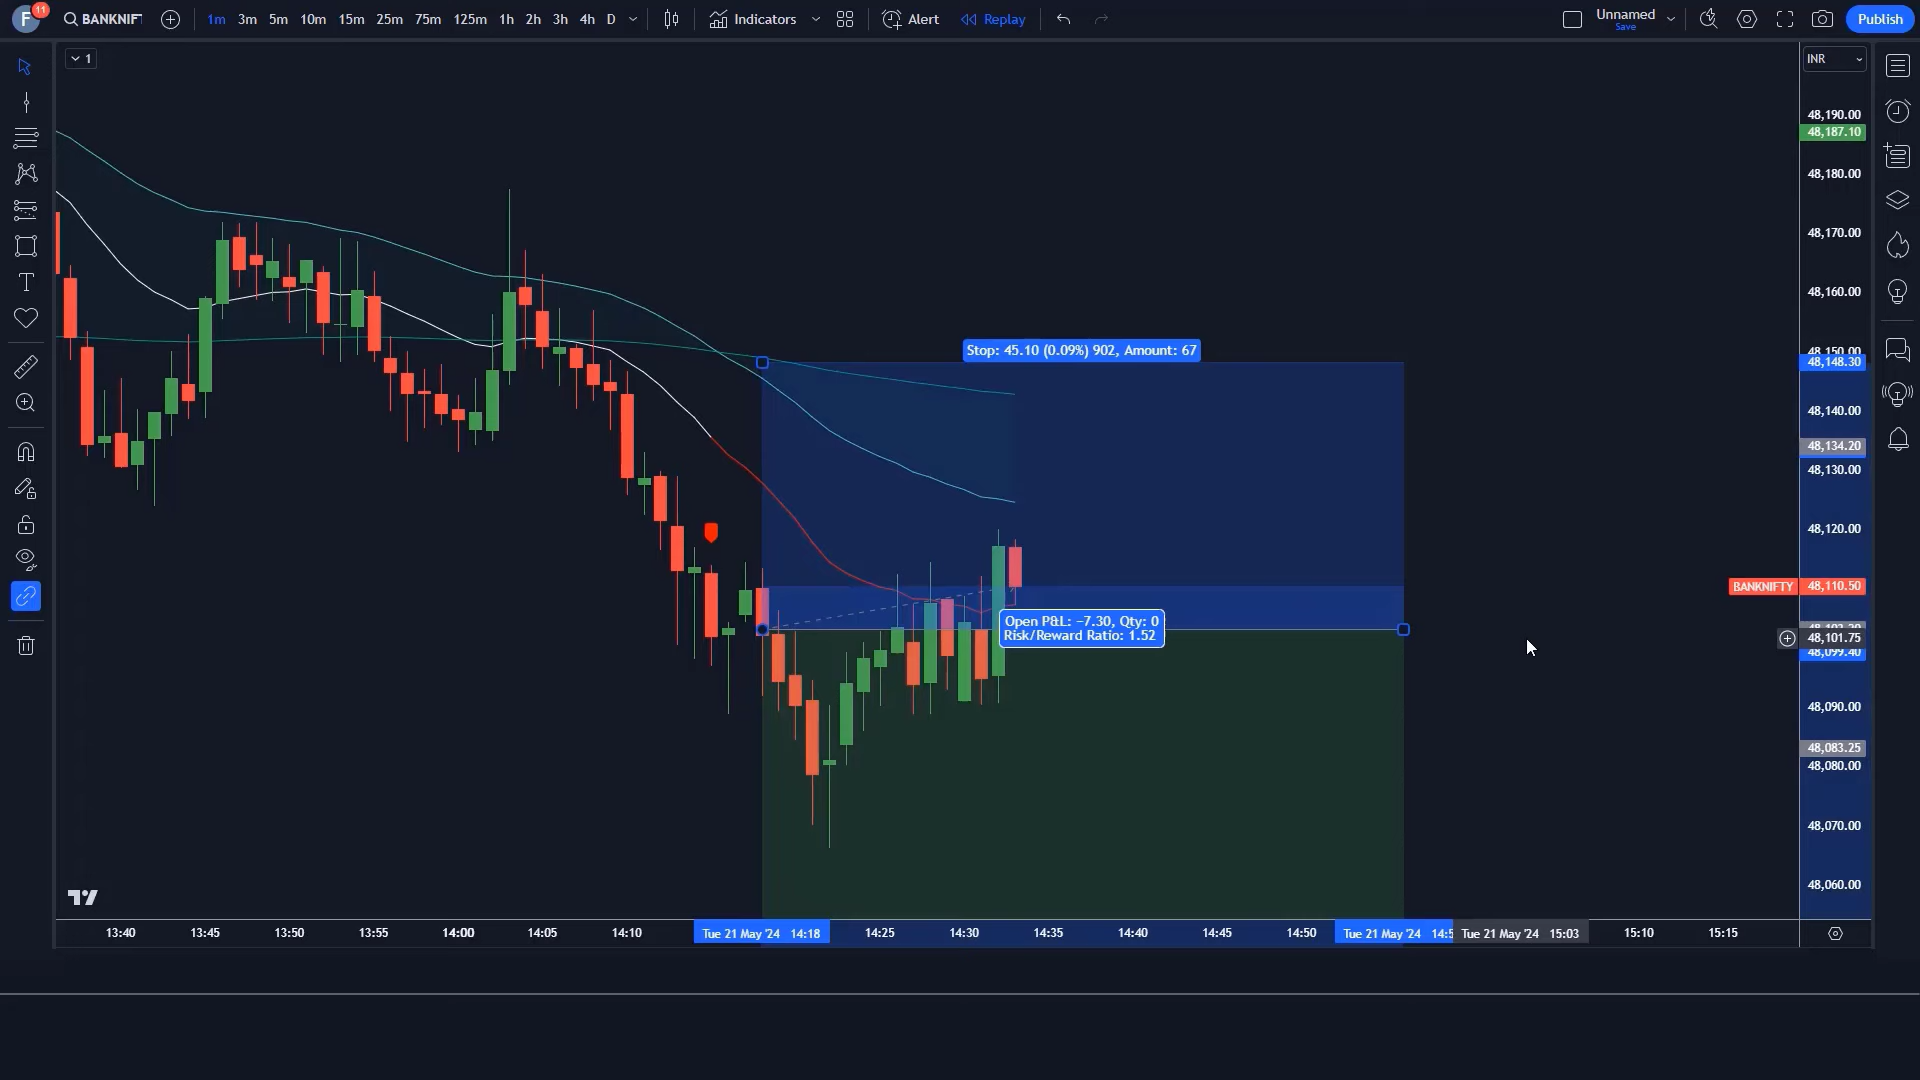 F
11
BANKNIF
1m 3m 5m 10m 15m 25m 75m 125m 1h 2h 3h 4h D
Indicators
Alert
Replay
Unnamed
Save
Publish
1
INR
48,190.00
48,187.10
48,180.00
48,170.00
48,160.00
48,150.00
48,148.30
48,140.00
48,134.20
48,130.00
48,120.00
BANKNIFTY 48,110.50
48,101.75
48,099.40
48,090.00
48,083.25
48,080.00
48,070.00
48,060.00
Stop: 45.10 (0.09%) 902, Amount: 67
Open P&L: −7.30, Qty: 0
Risk/Reward Ratio: 1.52
T
13:40 13:45 13:50 13:55 14:00 14:05 14:10 Tue 21 May '24 14:18 14:25 14:30 14:35 14:40 14:45 14:50 Tue 21 May '24 14:5 Tue 21 May '24 15:03 15:10 15:15